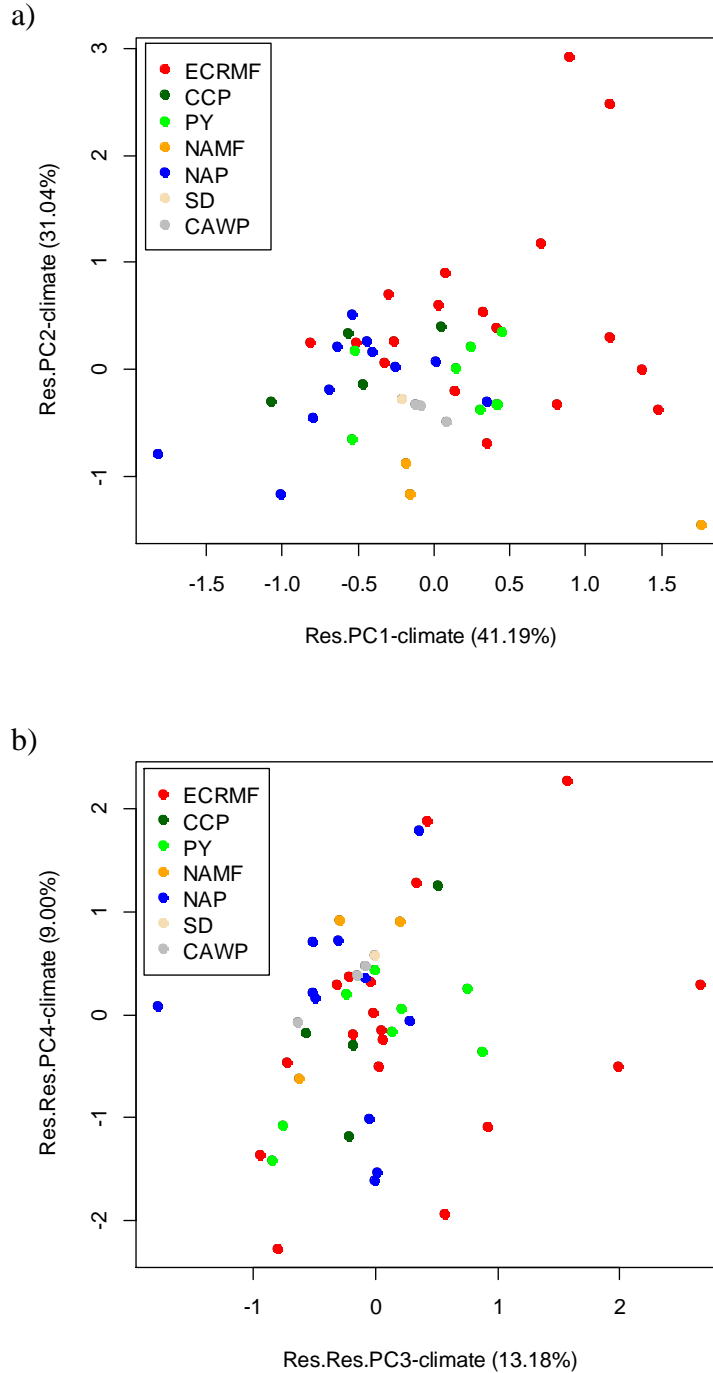 a)
3
2
1
0
-1
Res.PC2-climate (31.04%)
ECRMF
CCP
PY
NAMF
NAP
SD
CAWP
-1.5 -1.0 -0.5 0.0 0.5 1.0 1.5
Res.PC1-climate (41.19%)
b)
2
1
0
-1
-2
Res.Res.PC4-climate (9.00%)
ECRMF
CCP
PY
NAMF
NAP
SD
CAWP
-1 0 1 2
Res.Res.PC3-climate (13.18%)